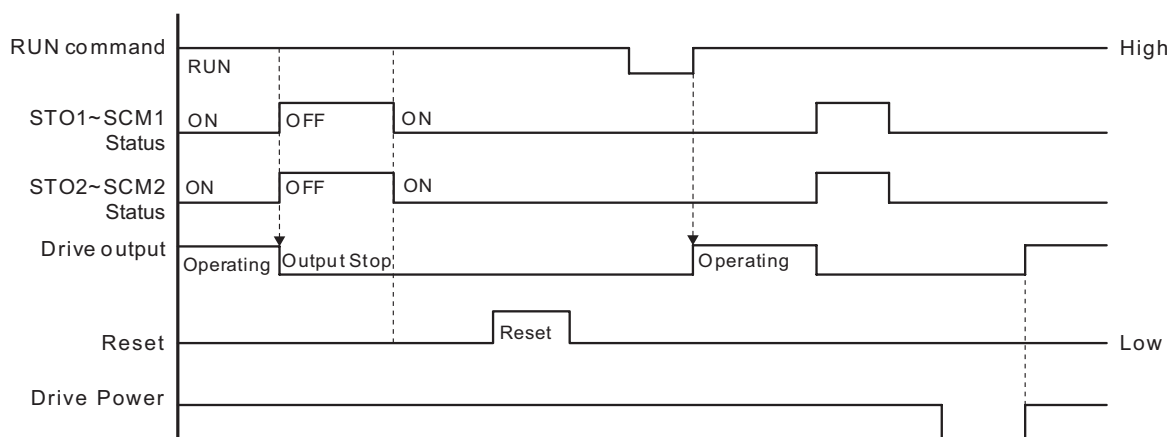 RUN command
RUN
High
STO1~SCM1
Status
ON
OFF
ON
STO2~SCM2
Status
ON
OFF
ON
Drive output
Operating
Output Stop
Operating
Reset
Reset
Low
Drive Power